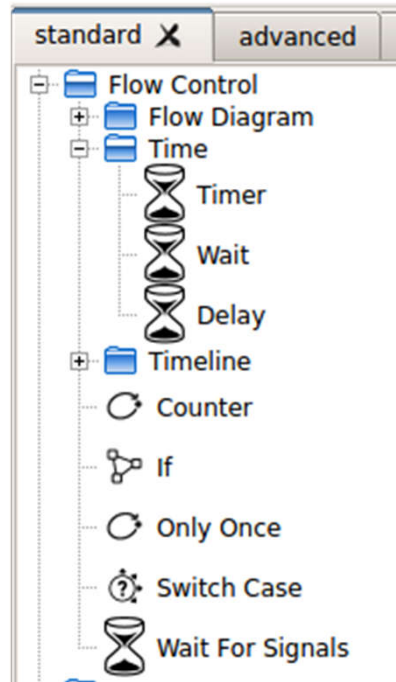 standard advanced
Flow Control
Flow Diagram
Time
Timer
Wait
Delay
Timeline
Counter
If
Only Once
Switch Case
Wait For Signals